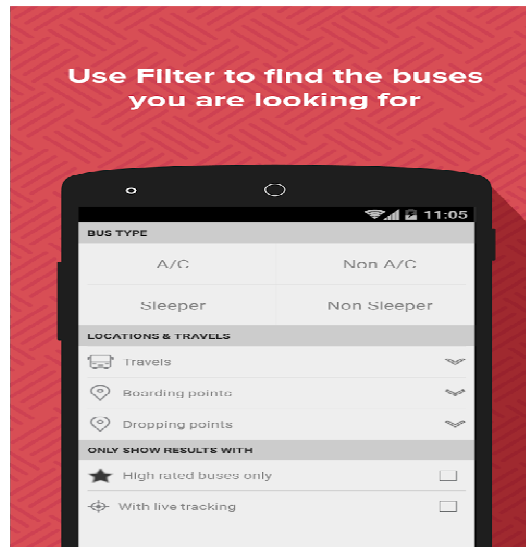 Use Filter to find the buses
you are looking for
11:05
BUS TYPE
A/C
Non A/C
Sleeper
Non Sleeper
LOCATIONS & TRAVELS
Travels
Boarding points
Dropping points
ONLY SHOW RESULTS WITH
High rated buses only
With live tracking